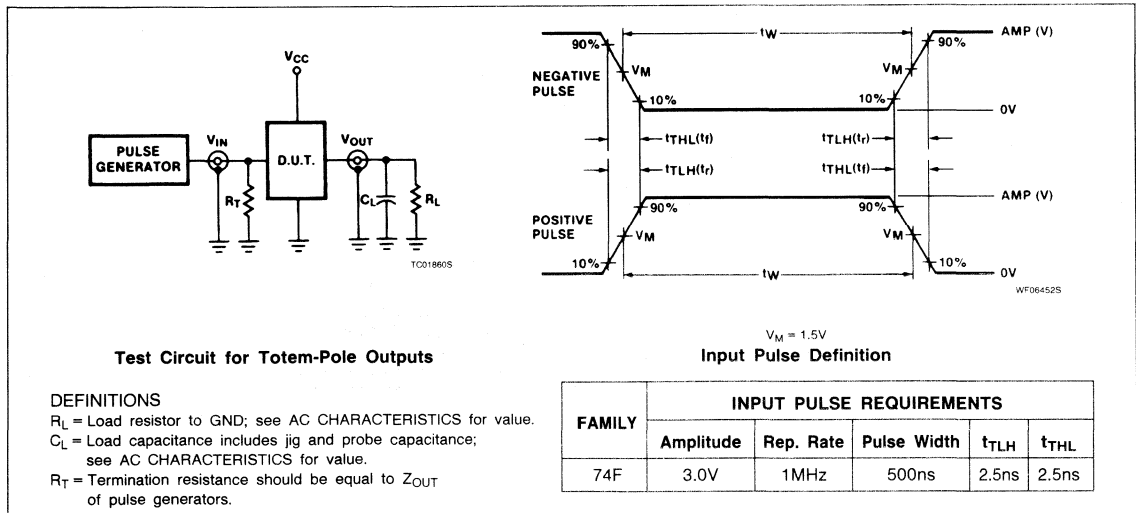 VCC
PULSE
GENERATOR
VIN
D.U.T.
VOUT
RT
CL
RL
TC01860S
Test Circuit for Totem-Pole Outputs
NEGATIVE
PULSE
90%
tW
90%
AMP (V)
VM
VM
10%
10%
0V
tTHL(tf)
tTLH(tr)
tTLH(tr)
tTHL(tf)
POSITIVE
PULSE
90%
90%
AMP (V)
VM
VM
10%
tW
10%
0V
WF06452S
VM = 1.5V
Input Pulse Definition
DEFINITIONS
RL = Load resistor to GND; see AC CHARACTERISTICS for value.
CL = Load capacitance includes jig and probe capacitance;
see AC CHARACTERISTICS for value.
RT = Termination resistance should be equal to ZOUT
of pulse generators.
FAMILY
INPUT PULSE REQUIREMENTS
Amplitude Rep. Rate Pulse Width tTLH tTHL
74F 3.0V 1MHz 500ns 2.5ns 2.5ns